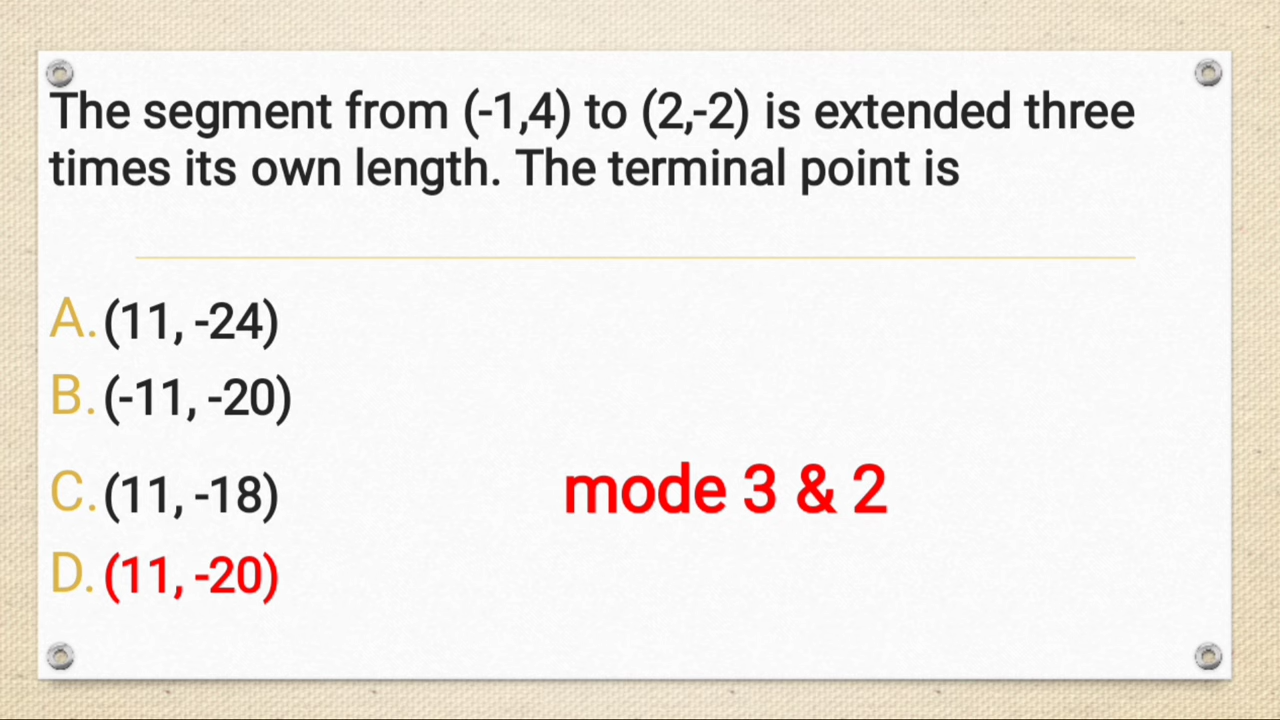 The segment from (-1,4) to (2,-2) is extended three
times its own length. The terminal point is
A. (11, -24)
B. (-11, -20)
C. (11, -18)
mode 3 & 2
D. (11, -20)